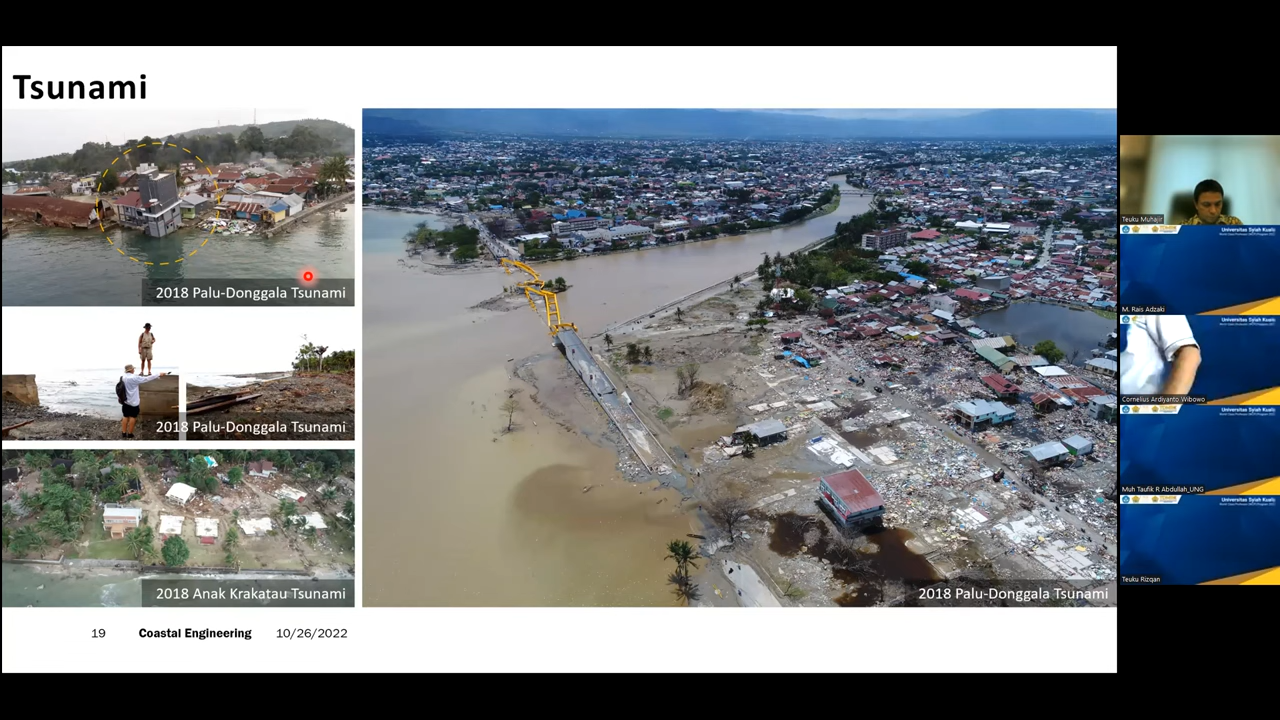 Tsunami
2018 Palu-Donggala Tsunami
2018 Palu-Donggala Tsunami
2018 Anak Krakatau Tsunami
2018 Palu-Donggala Tsunami
19 Coastal Engineering 10/26/2022
Teuku Muhajir
Universitas Syiah Kuala
M. Rais Adzaki
Universitas Syiah Kuala
Cornelius Ardiyanto Wibowo
Universitas Syiah Kuala
Muh Taufik R Abdullah_UNG
Universitas Syiah Kuala
Teuku Rizqan